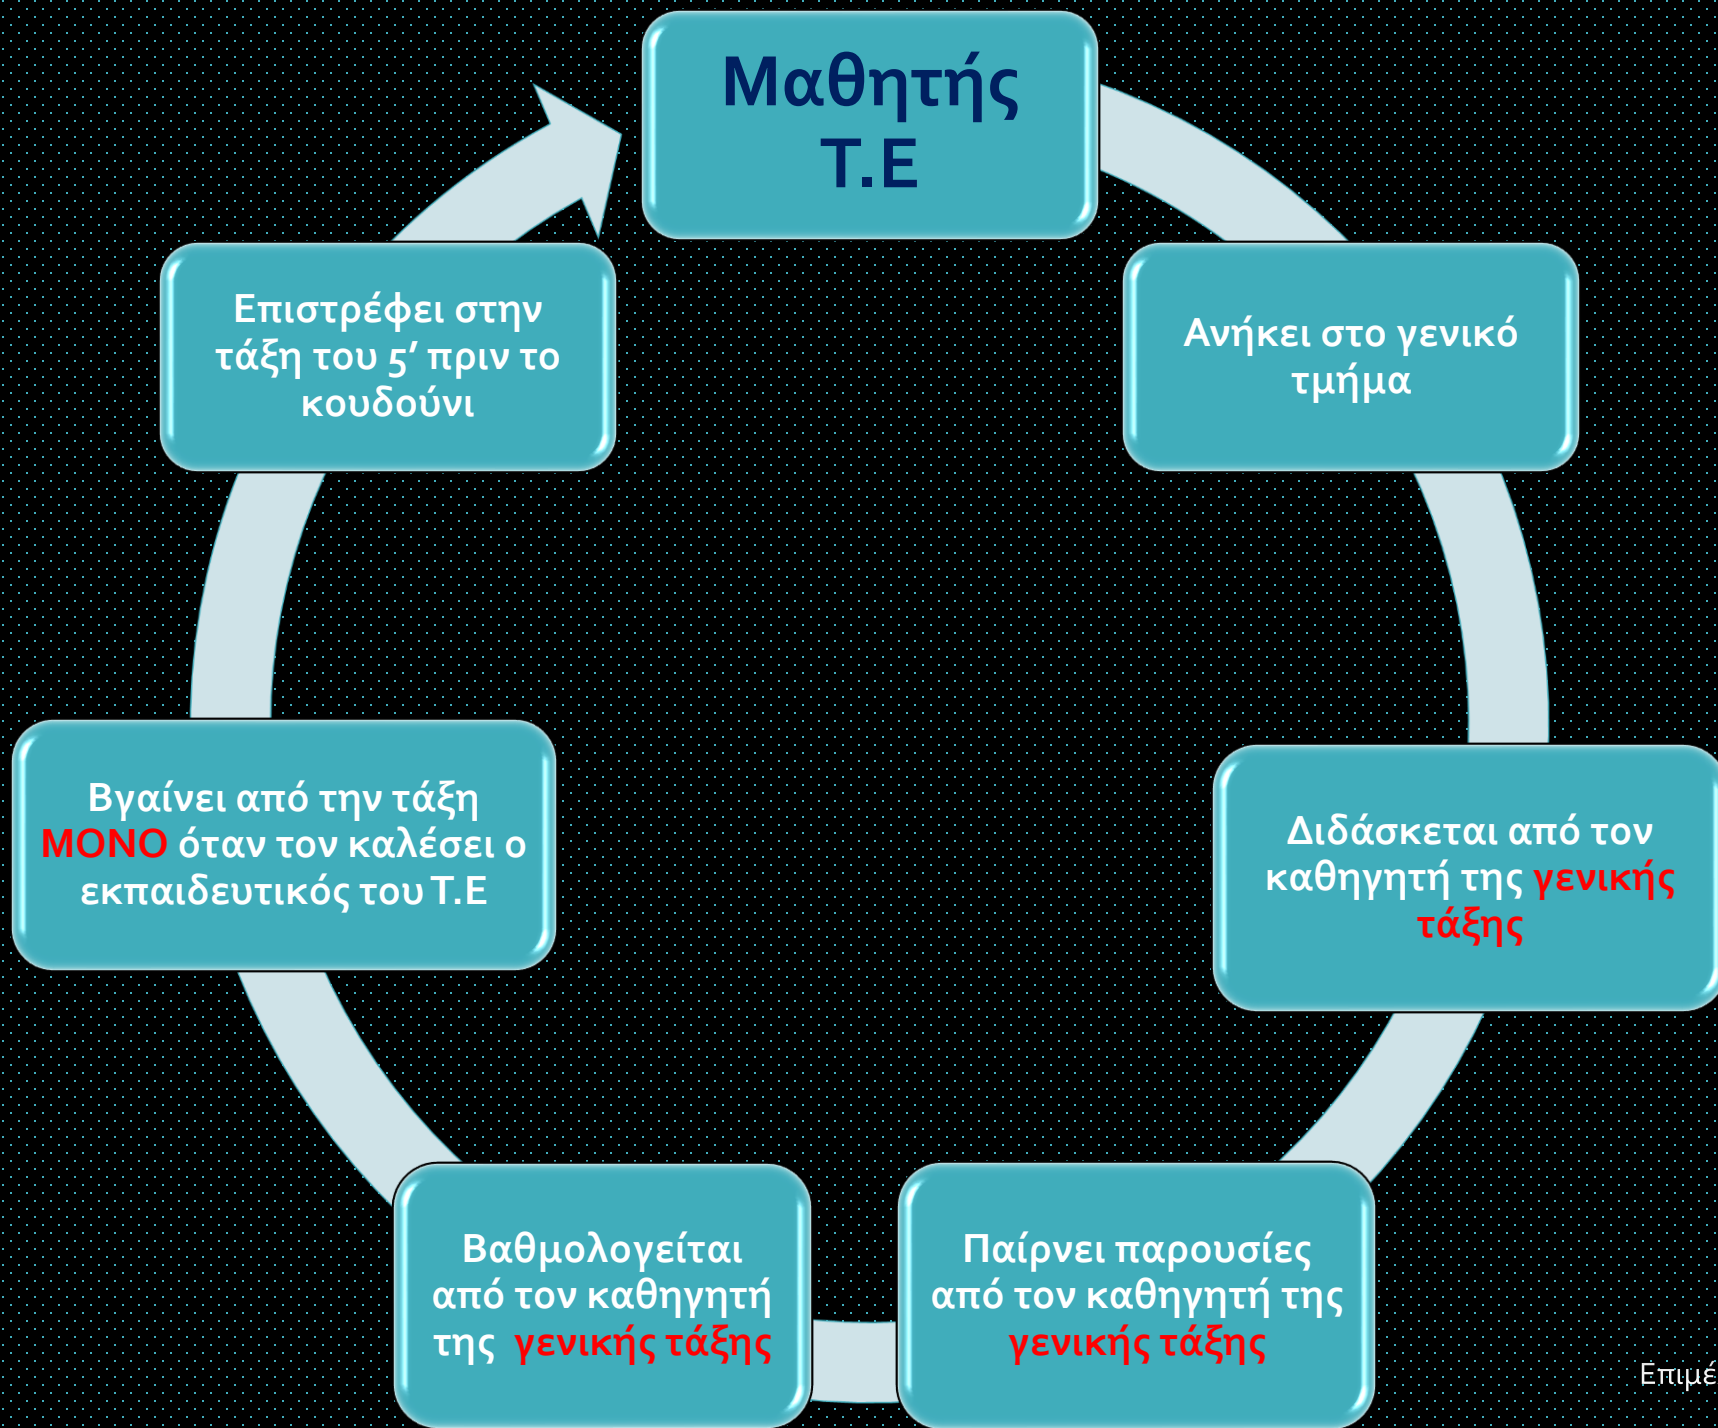 Μαθητής
Τ.Ε
Ανήκει στο γενικό
τμήμα
Διδάσκεται από τον
καθηγητή της γενικής
τάξης
Παίρνει παρουσίες
από τον καθηγητή της
γενικής τάξης
Βαθμολογείται
από τον καθηγητή
της γενικής τάξης
Βγαίνει από την τάξη
ΜΟΝΟ όταν τον καλέσει ο
εκπαιδευτικός του Τ.Ε
Επιστρέφει στην
τάξη του 5’ πριν το
κουδούνι